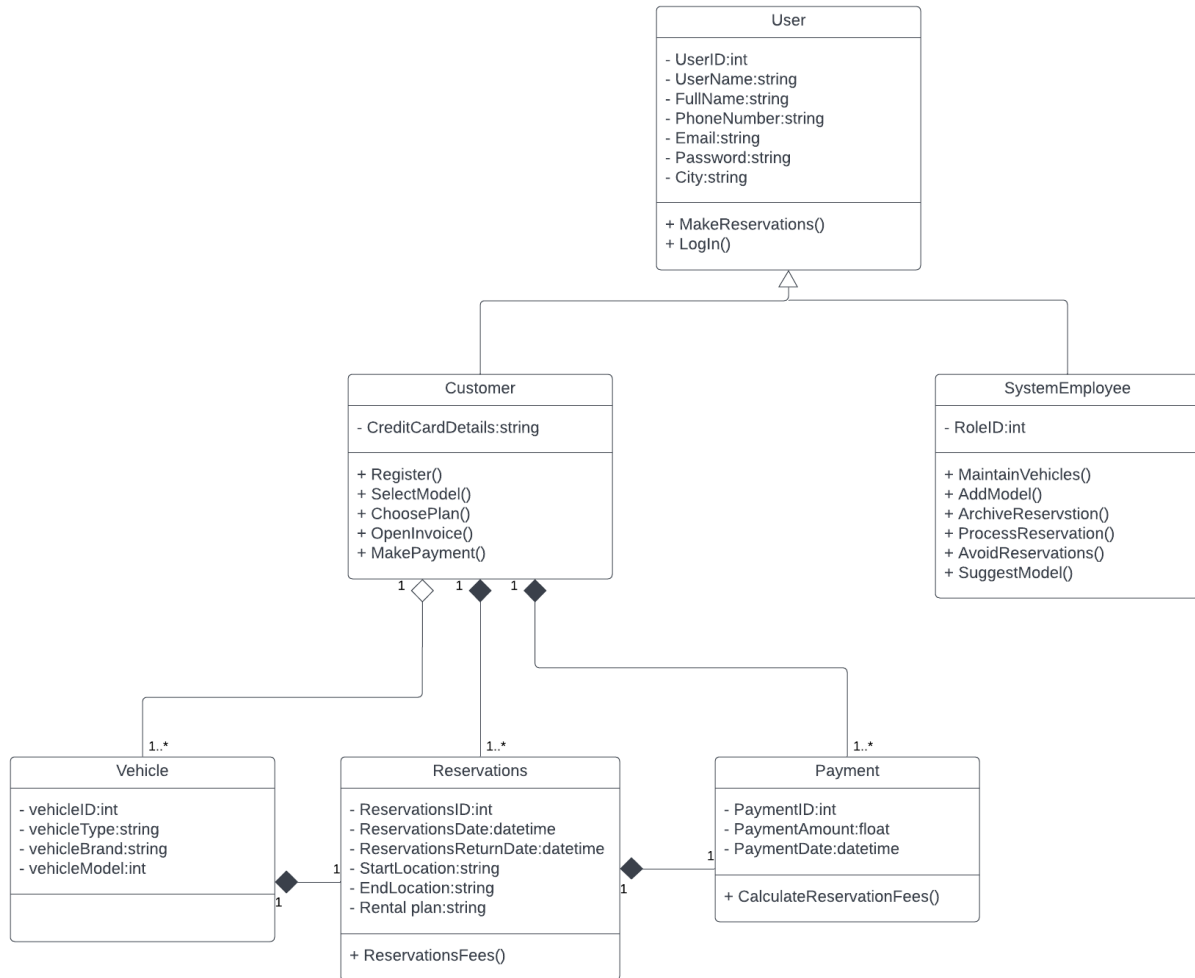 User
- UserID:int
- UserName:string
- FullName:string
- PhoneNumber:string
- Email:string
- Password:string
- City:string
+ MakeReservations()
+ LogIn()
Customer
- CreditCardDetails:string
+ Register()
+ SelectModel()
+ ChoosePlan()
+ OpenInvoice()
+ MakePayment()
SystemEmployee
- RoleID:int
+ MaintainVehicles()
+ AddModel()
+ ArchiveReservstion()
+ ProcessReservation()
+ AvoidReservations()
+ SuggestModel()
1
1
1
1..*
1..*
1..*
Vehicle
- vehicleID:int
- vehicleType:string
- vehicleBrand:string
- vehicleModel:int
1
1
Reservations
- ReservationsID:int
- ReservationsDate:datetime
- ReservationsReturnDate:datetime
- StartLocation:string
- EndLocation:string
- Rental plan:string
+ ReservationsFees()
1
1
Payment
- PaymentID:int
- PaymentAmount:float
- PaymentDate:datetime
+ CalculateReservationFees()